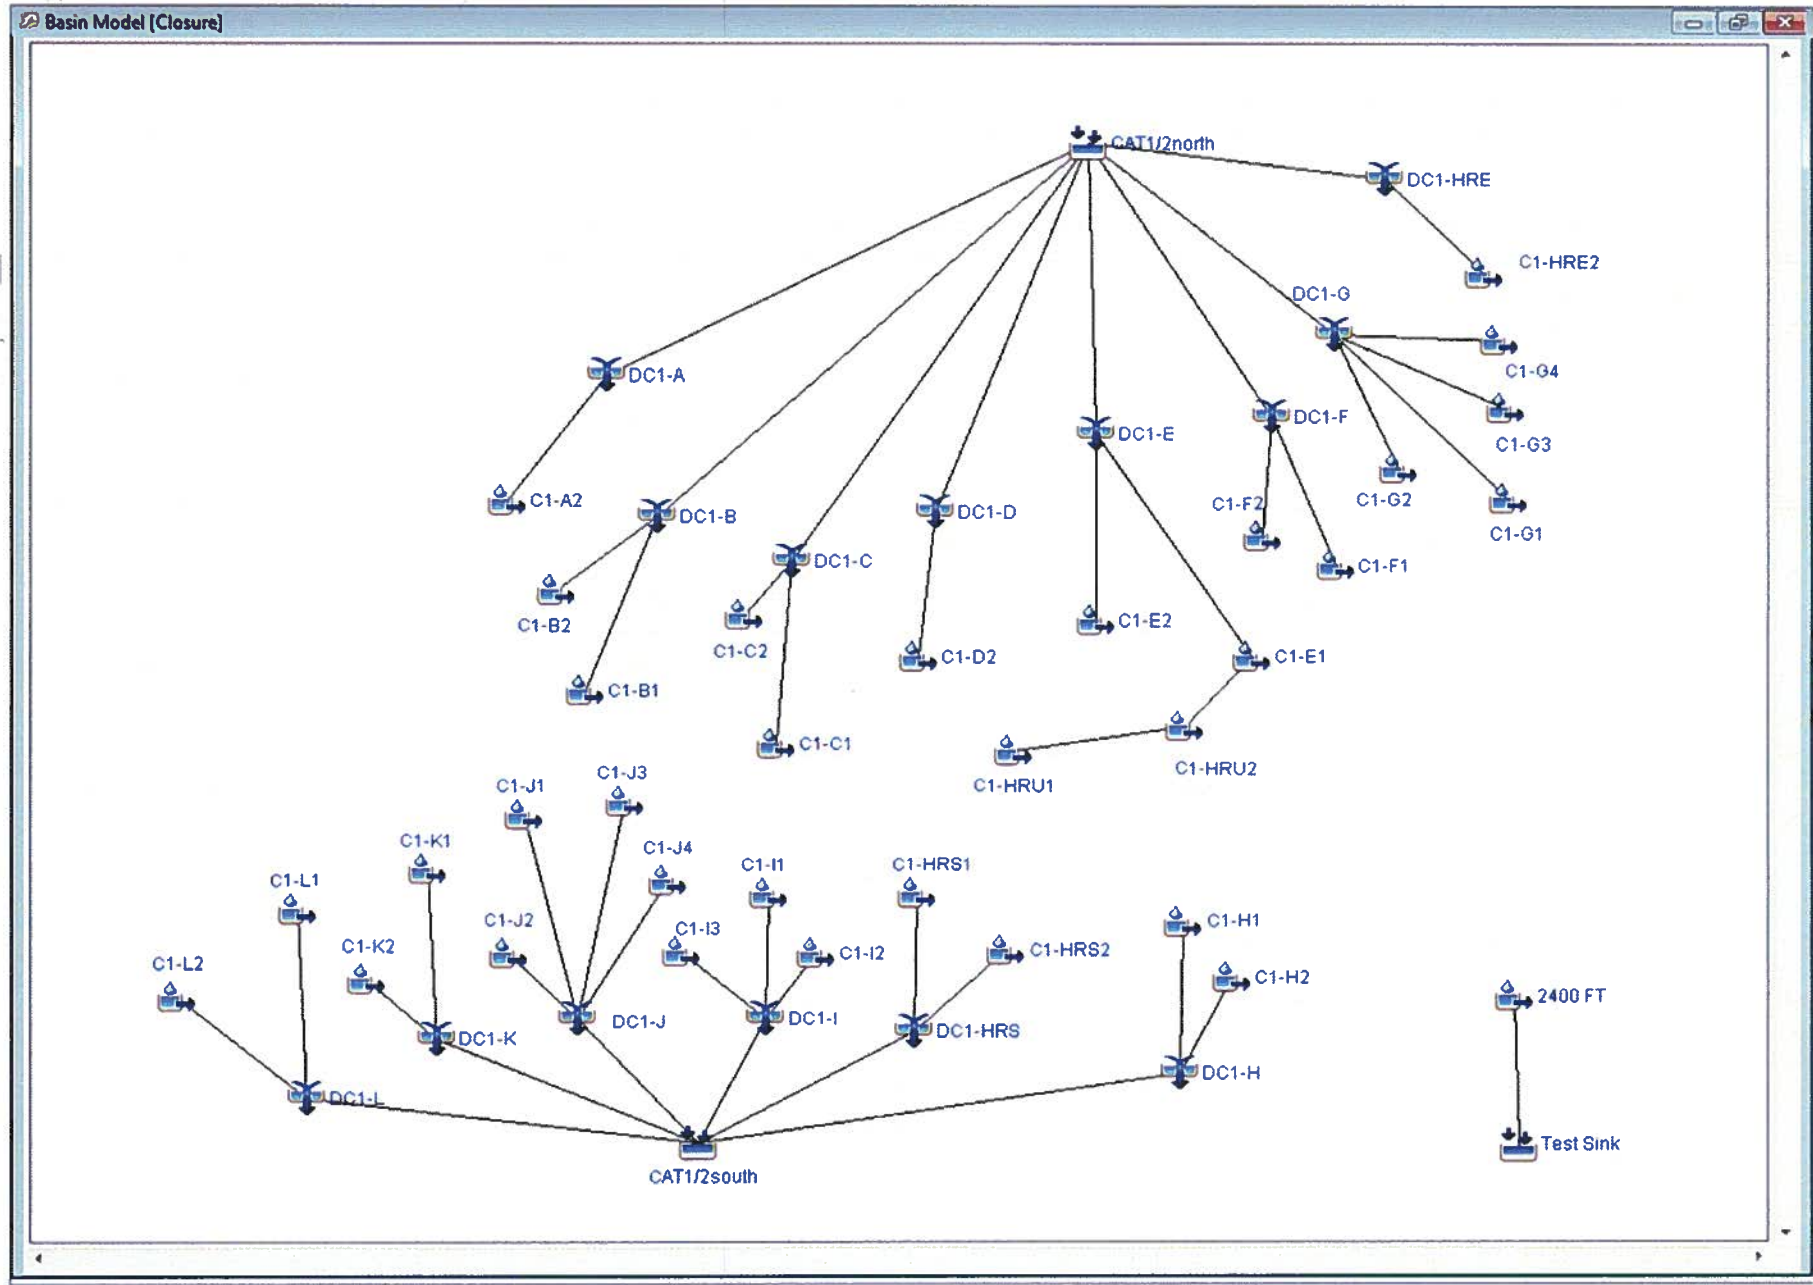 Basin Model [Closure]
CAT1/2north
DC1-HRE
C1-HRE2
DC1-G
C1-G4
DC1-A
DC1-F
DC1-E
C1-G3
C1-A2
C1-G2
C1-F2
DC1-B
DC1-D
C1-G1
DC1-C
C1-F1
C1-B2
C1-E2
C1-C2
C1-D2
C1-E1
C1-B1
C1-C1
C1-HRU2
C1-HRU1
C1-J3
C1-J1
C1-K1
C1-J4
C1-I1
C1-HRS1
C1-L1
C1-J2
C1-I3
C1-H1
C1-K2
C1-I2
C1-HRS2
C1-L2
C1-H2
2400 FT
DC1-J
DC1-I
DC1-HRS
DC1-K
DC1-H
DC1-L
Test Sink
CAT1/2south